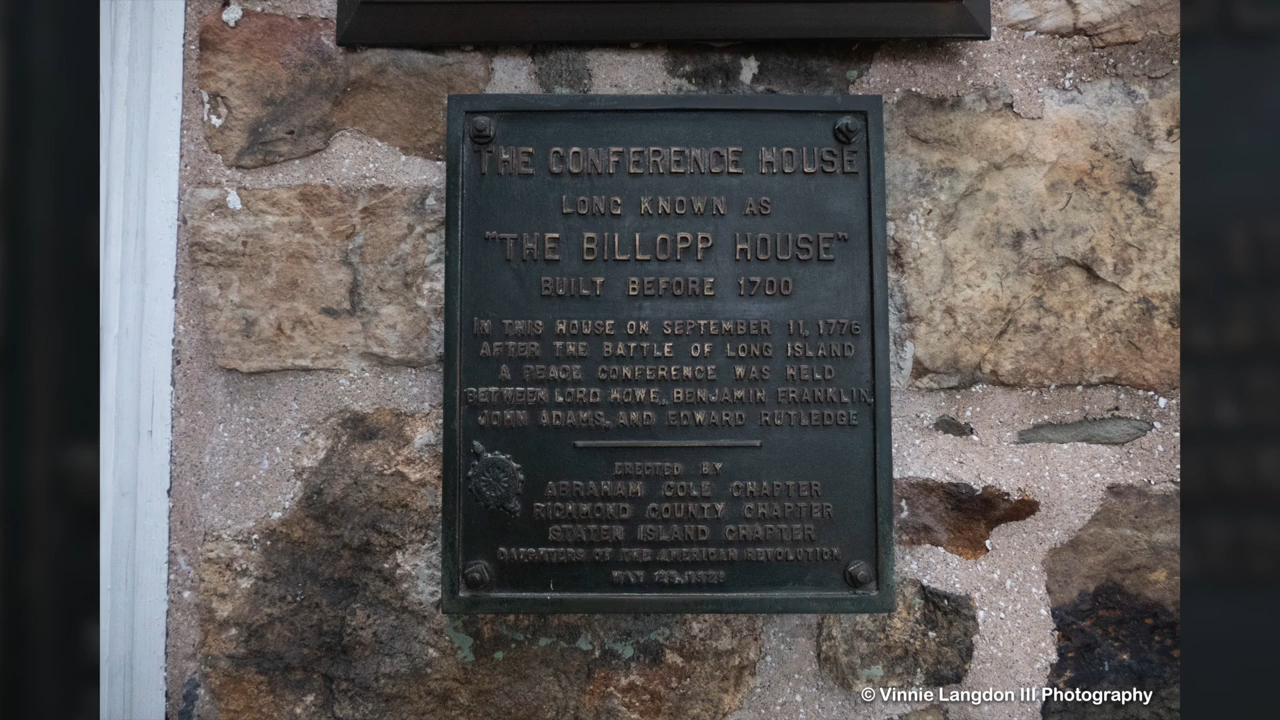 THE CONFERENCE HOUSE
LONG KNOWN AS
"THE BILLOPP HOUSE"
BUILT BEFORE 1700
IN THIS HOUSE ON SEPTEMBER 11, 1776
AFTER THE BATTLE OF LONG ISLAND
A PEACE CONFERENCE WAS HELD
BETWEEN LORD HOWE, BENJAMIN FRANKLIN,
JOHN ADAMS, AND EDWARD RUTLEDGE
ERECTED BY
ABRAHAM COLE CHAPTER
RICHMOND COUNTY CHAPTER
STATEN ISLAND CHAPTER
DAUGHTERS OF THE AMERICAN REVOLUTION
MAY
© Vinnie Langdon III Photography